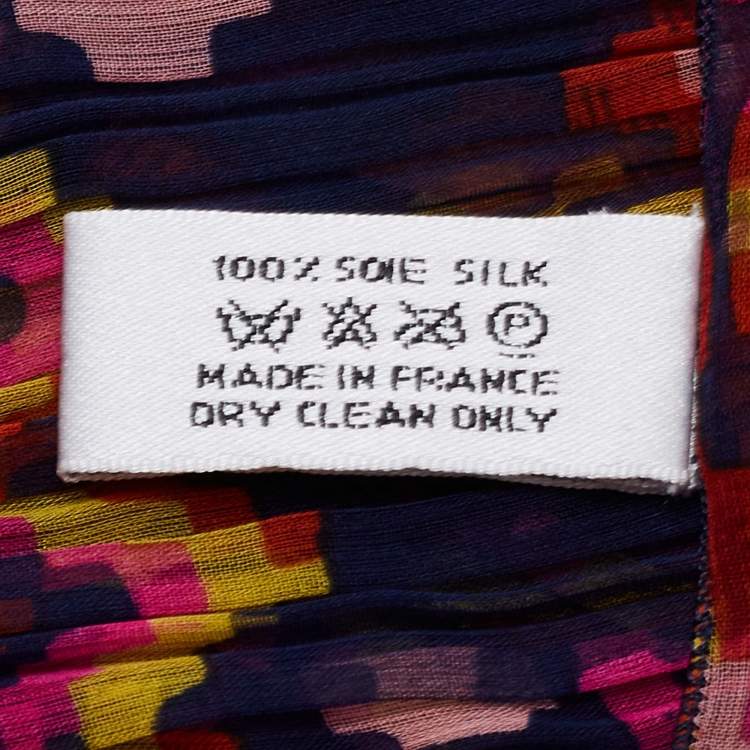 100% SOIE SILK
P
MADE IN FRANCE
DRY CLEAN ONLY